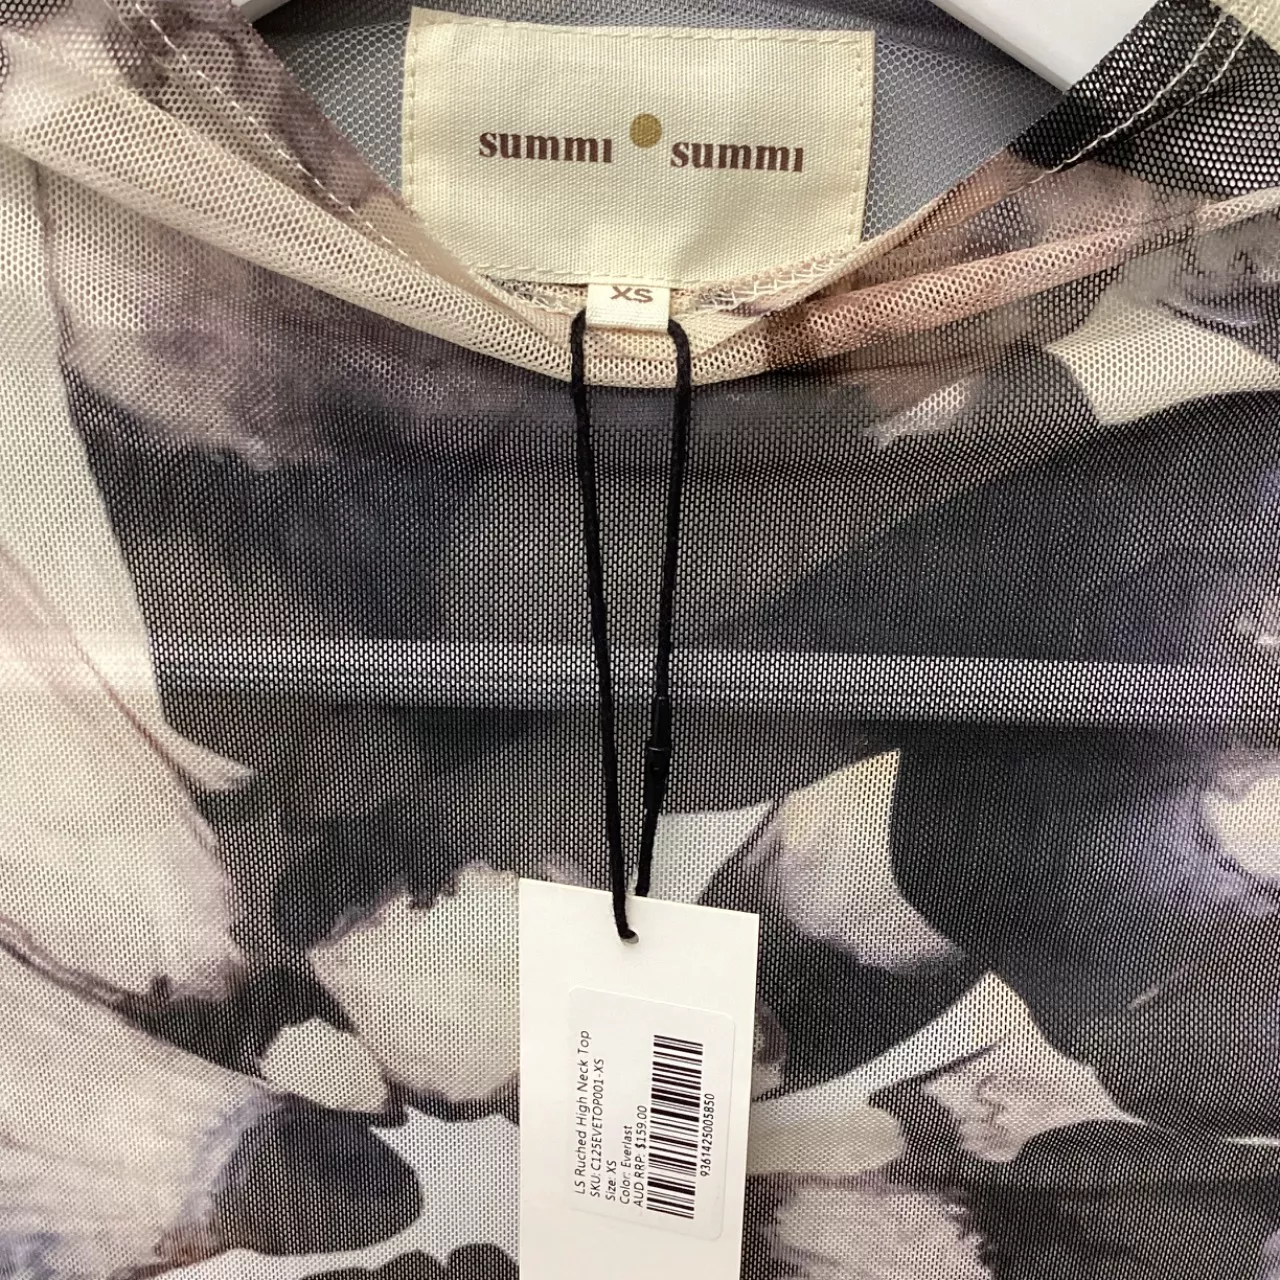 summi summi
XS
LS Ruched High Neck Top
SKU: C125EVETOP001-XS
Size: XS
Color: Everlast
AUD RRP: $159.00
9361425005850